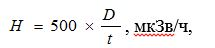 H = 500 × D/t , мкЗв/ч,